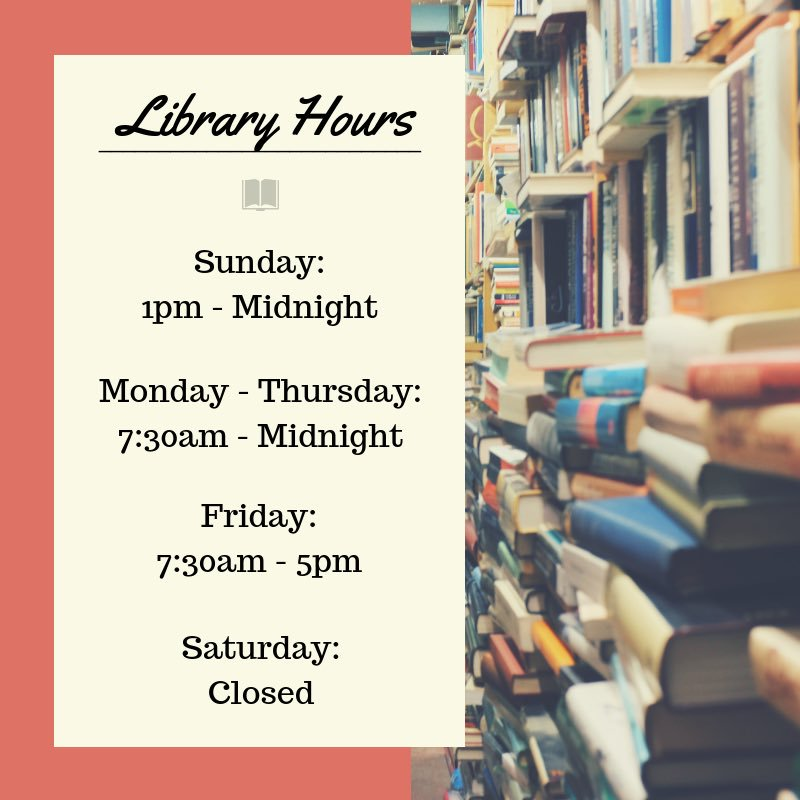 Library Hours
Sunday:
1pm - Midnight
Monday - Thursday:
7:30am - Midnight
Friday:
7:30am - 5pm
Saturday:
Closed